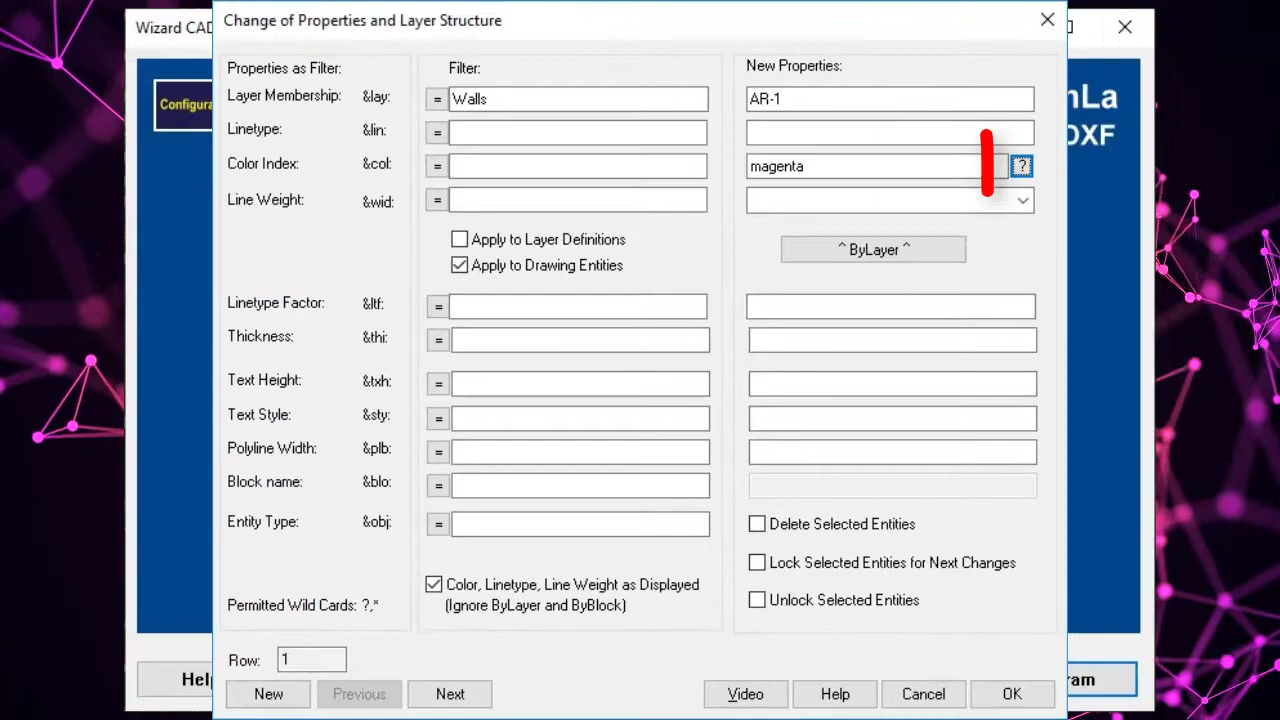 Wizard CAD
Change of Properties and Layer Structure
Configura
nLa
DXF
Properties as Filter:
Filter:
New Properties:
Layer Membership: &lay: = Walls AR-1
Linetype: &lin: =
Color Index: &col: = magenta ?
Line Weight: &wid: =
Apply to Layer Definitions
Apply to Drawing Entities
^ ByLayer ^
Linetype Factor: &ltf: =
Thickness: &thi: =
Text Height: &txh: =
Text Style: &sty: =
Polyline Width: &plb: =
Block name: &blo: =
Entity Type: &obj: =
Delete Selected Entities
Lock Selected Entities for Next Changes
Unlock Selected Entities
Color, Linetype, Line Weight as Displayed
(Ignore ByLayer and ByBlock)
Permitted Wild Cards: ?,*
Row: 1
Help
New Previous Next Video Help Cancel OK
am